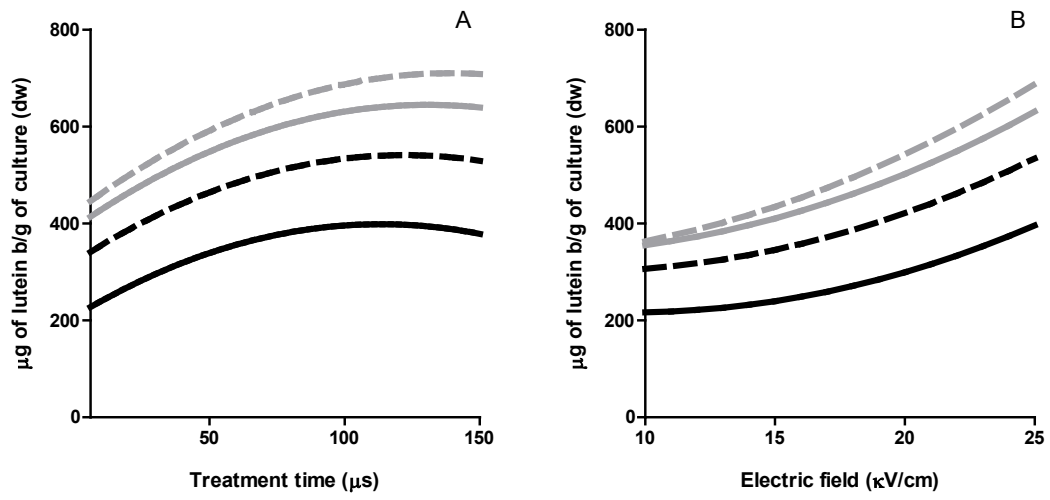 A
800
600
400
200
0
50
100
150
μg of lutein b/g of culture (dw)
Treatment time (μs)
B
800
600
400
200
0
10
15
20
25
μg of lutein b/g of culture (dw)
Electric field (κV/cm)